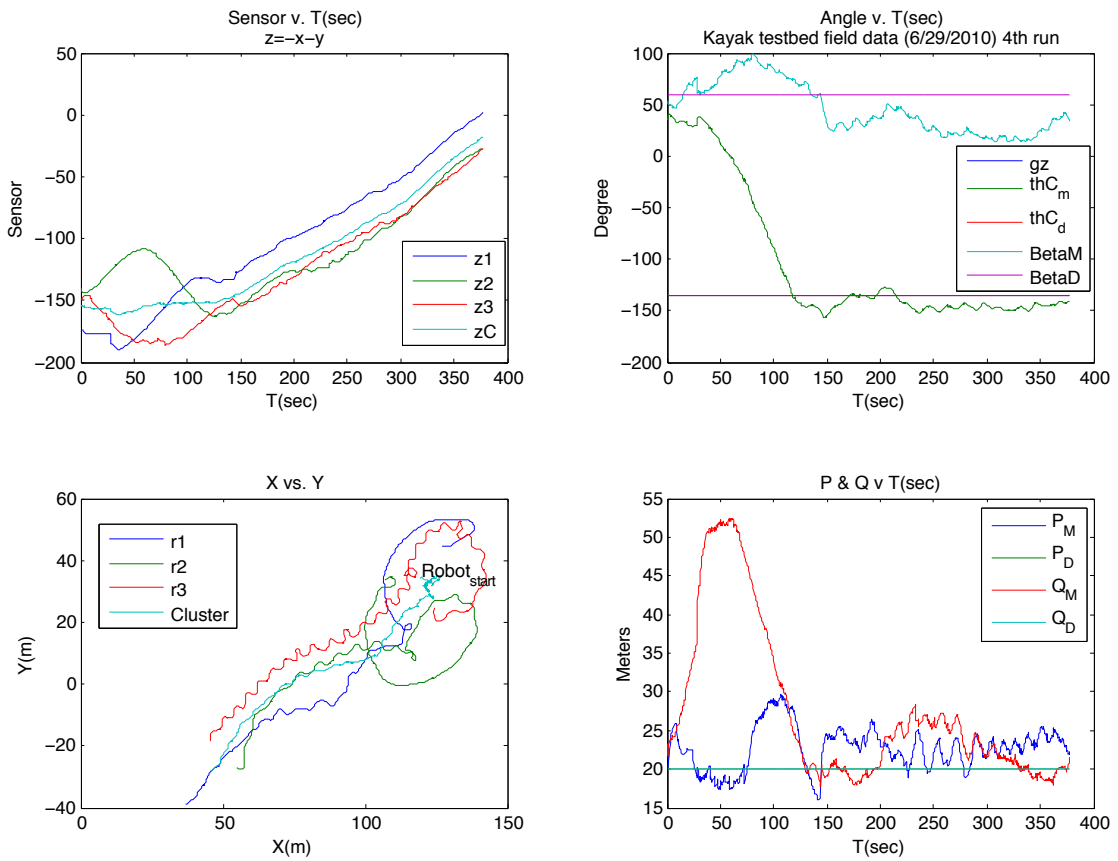 Sensor v. T(sec)
z=−x−y
50
0
−50
−100
−150
−200
Sensor
0 50 100 150 200 250 300 350 400
T(sec)
z1
z2
z3
zC
Angle v. T(sec)
Kayak testbed field data (6/29/2010) 4th run
100
50
0
−50
−100
−150
−200
Degree
0 50 100 150 200 250 300 350 400
T(sec)
gz
thC_m
thC_d
BetaM
BetaD
X vs. Y
60
40
20
0
−20
−40
Y(m)
0 50 100 150
X(m)
r1
r2
r3
Cluster
Robot_start
P & Q v T(sec)
55
50
45
40
35
30
25
20
15
Meters
0 50 100 150 200 250 300 350 400
T(sec)
P_M
P_D
Q_M
Q_D